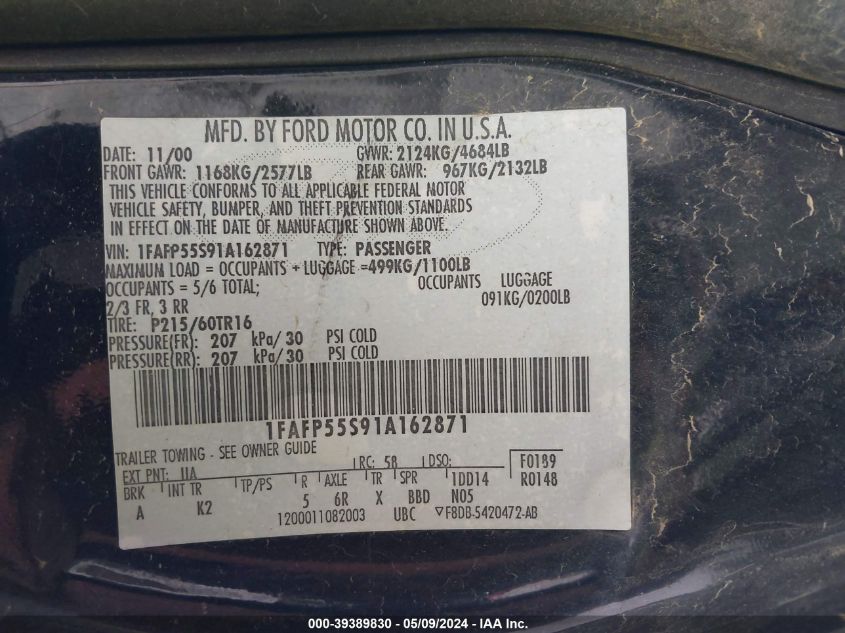 MFD. BY FORD MOTOR CO. IN U.S.A.
DATE: 11/00 GVWR: 2124KG/4684LB
FRONT GAWR: 1168KG/2577LB REAR GAWR: 967KG/2132LB
THIS VEHICLE CONFORMS TO ALL APPLICABLE FEDERAL MOTOR
VEHICLE SAFETY, BUMPER, AND THEFT PREVENTION STANDARDS
IN EFFECT ON THE DATE OF MANUFACTURE SHOWN ABOVE.
VIN: 1FAFP55S91A162871 TYPE: PASSENGER
MAXIMUM LOAD = OCCUPANTS + LUGGAGE =499KG/1100LB
OCCUPANTS = 5/6 TOTAL; OCCUPANTS LUGGAGE
2/3 FR, 3 RR 091KG/0200LB
TIRE: P215/60TR16
PRESSURE(FR): 207 kPa/30 PSI COLD
PRESSURE(RR): 207 kPa/30 PSI COLD
1FAFP55S91A162871
TRAILER TOWING - SEE OWNER GUIDE
EXT PNT: UA RC: 58 DSO: F0189
BRK INT TR TP/PS R AXLE TR SPR 1DD14 R0148
A K2 5 6R X BBD N05
1200011082003 UBC F8DB-5420472-AB
000-39389830 - 05/09/2024 - IAA Inc.